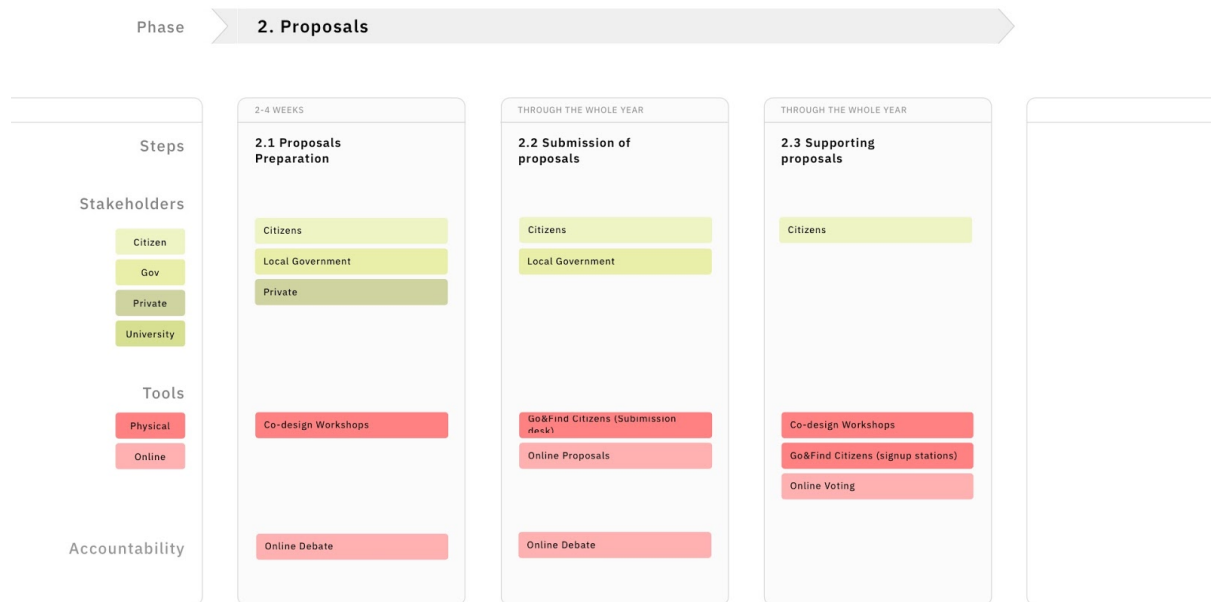 Phase
2. Proposals
2-4 WEEKS
THROUGH THE WHOLE YEAR
THROUGH THE WHOLE YEAR
Steps
2.1 Proposals
Preparation
2.2 Submission of
proposals
2.3 Supporting
proposals
Stakeholders
Citizen
Gov
Private
University
Citizens
Local Government
Private
Citizens
Local Government
Citizens
Tools
Physical
Online
Co-design Workshops
Go&Find Citizens (Subimission
desk)
Online Proposals
Co-design Workshops
Go&Find Citizens (signup stations)
Online Voting
Accountability
Online Debate
Online Debate